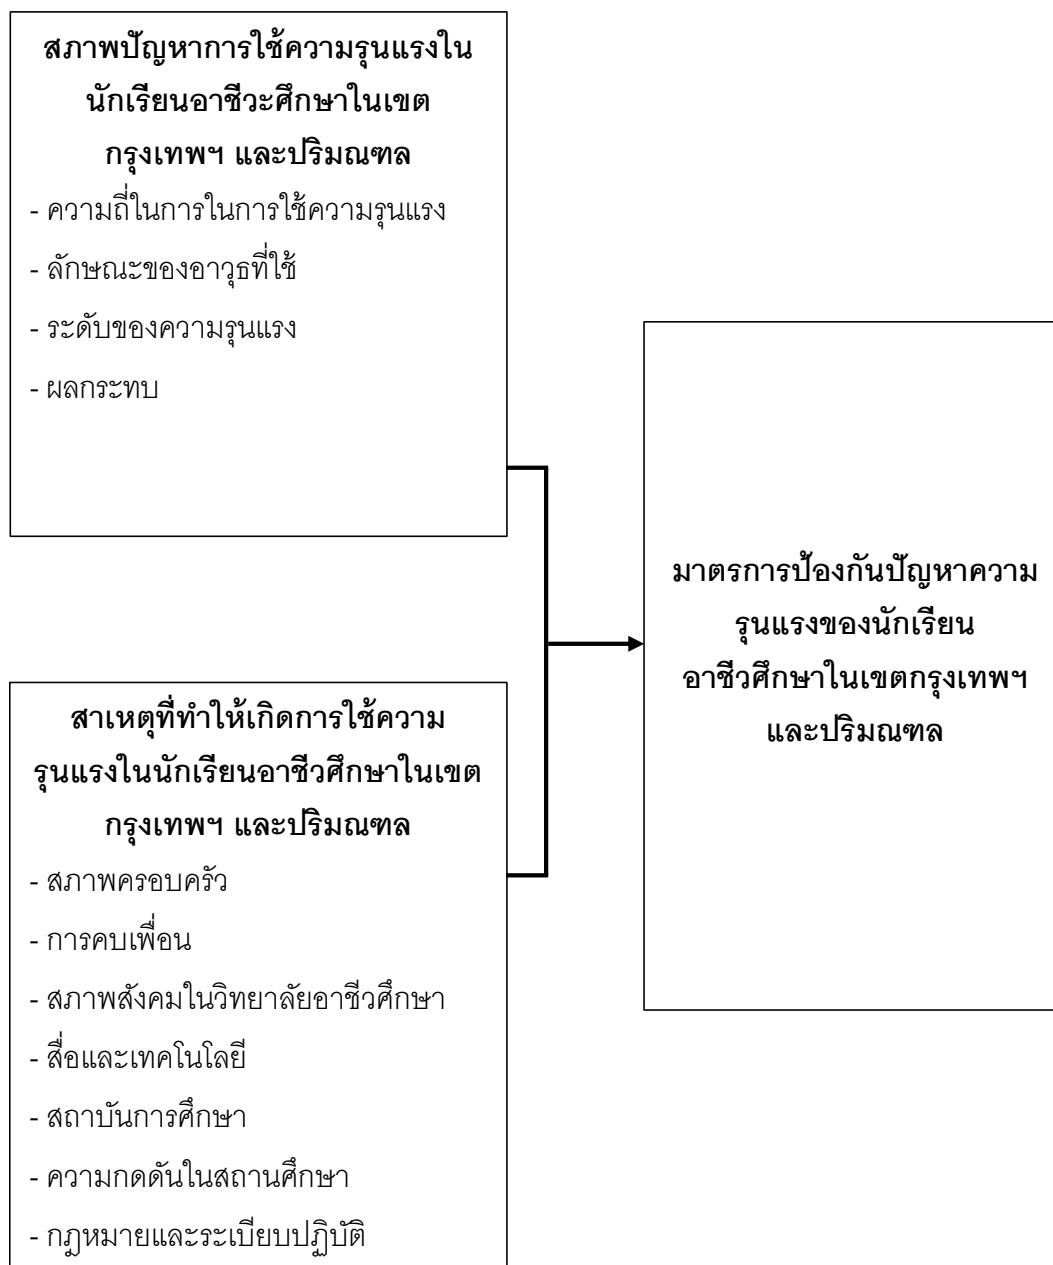 สภาพปัญหาการใช้ความรุนแรงใน
นักเรียนอาชีวะศึกษาในเขต
กรุงเทพฯ และปริมณฑล
- ความถี่ในการในการใช้ความรุนแรง
- ลักษณะของอาวุธที่ใช้
- ระดับของความรุนแรง
- ผลกระทบ
สาเหตุที่ทำให้เกิดการใช้ความ
รุนแรงในนักเรียนอาชีวศึกษาในเขต
กรุงเทพฯ และปริมณฑล
- สภาพครอบครัว
- การคบเพื่อน
- สภาพสังคมในวิทยาลัยอาชีวศึกษา
- สื่อและเทคโนโลยี
- สถาบันการศึกษา
- ความกดดันในสถานศึกษา
- กฎหมายและระเบียบปฏิบัติ
มาตรการป้องกันปัญหาความ
รุนแรงของนักเรียน
อาชีวศึกษาในเขตกรุงเทพฯ
และปริมณฑล